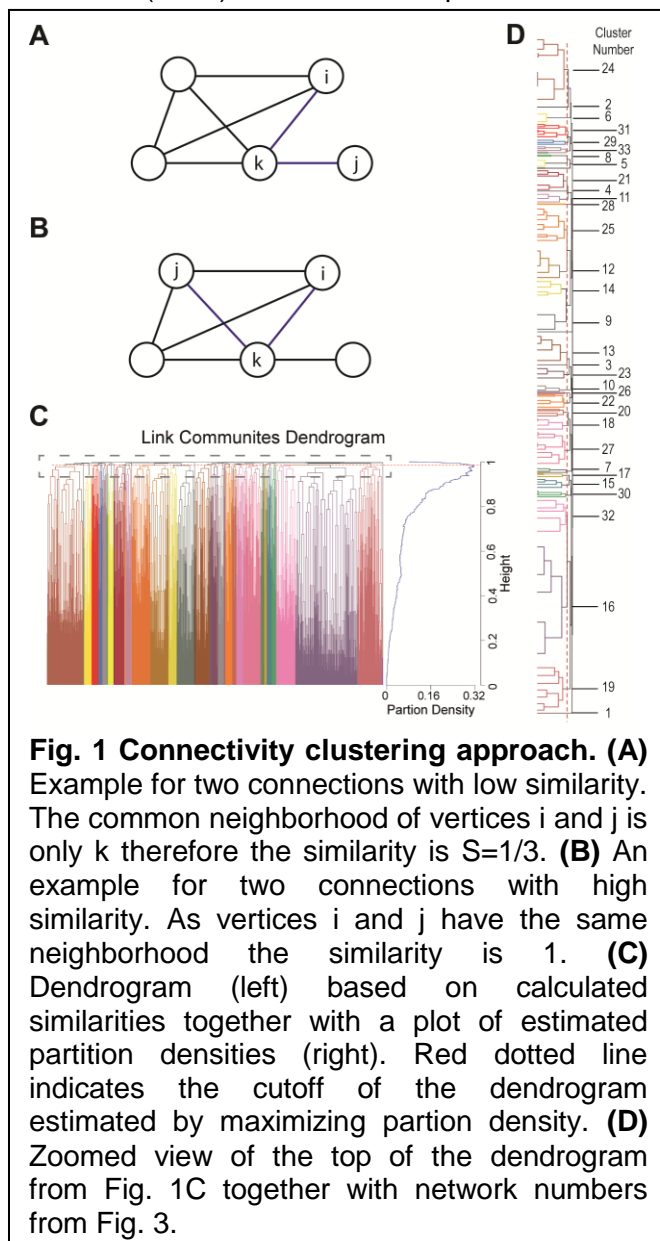 A
i
k
j
B
j
i
k
C
Link Communites Dendrogram
1
0.8
0.6
0.4
0.2
0
Height
0
0.16
0.32
Partion Density
D
Cluster
Number
24
2
6
31
29
33
8
5
21
4
11
28
25
12
14
9
13
3
23
10
26
22
20
18
27
7
17
15
30
32
16
19
1
Fig. 1 Connectivity clustering approach. (A)
Example for two connections with low similarity.
The common neighborhood of vertices i and j is
only k therefore the similarity is S=1/3. (B) An
example for two connections with high
similarity. As vertices i and j have the same
neighborhood the similarity is 1. (C)
Dendrogram (left) based on calculated
similarities together with a plot of estimated
partition densities (right). Red dotted line
indicates the cutoff of the dendrogram
estimated by maximizing partion density. (D)
Zoomed view of the top of the dendrogram
from Fig. 1C together with network numbers
from Fig. 3.